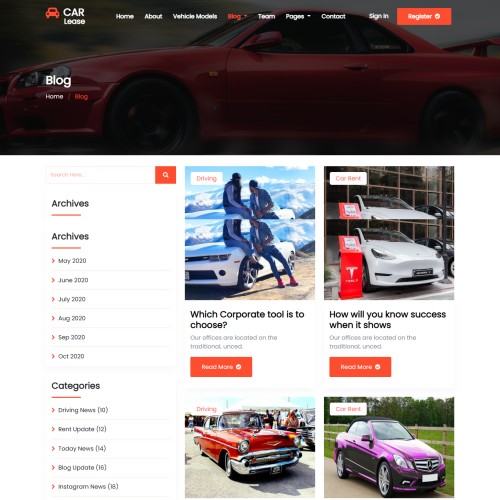 CAR
Lease
Home
About
Vehicle Models
Blog
Team
Pages
Contact
Sign In
Register
Blog
Home / Blog
Search Here...
Archives
Archives
May 2020
June 2020
July 2020
Aug 2020
Sep 2020
Oct 2020
Categories
Driving News (10)
Rent Update (12)
Today News (14)
Blog Update (16)
Instagram News (18)
Driving
Which Corporate tool is to
choose?
Our offices are located on the
traditional, unced.
Read More
Car Rent
TESLA
How will you know success
when it shows
Our offices are located on the
traditional, unced.
Read More
Driving
Car Rent